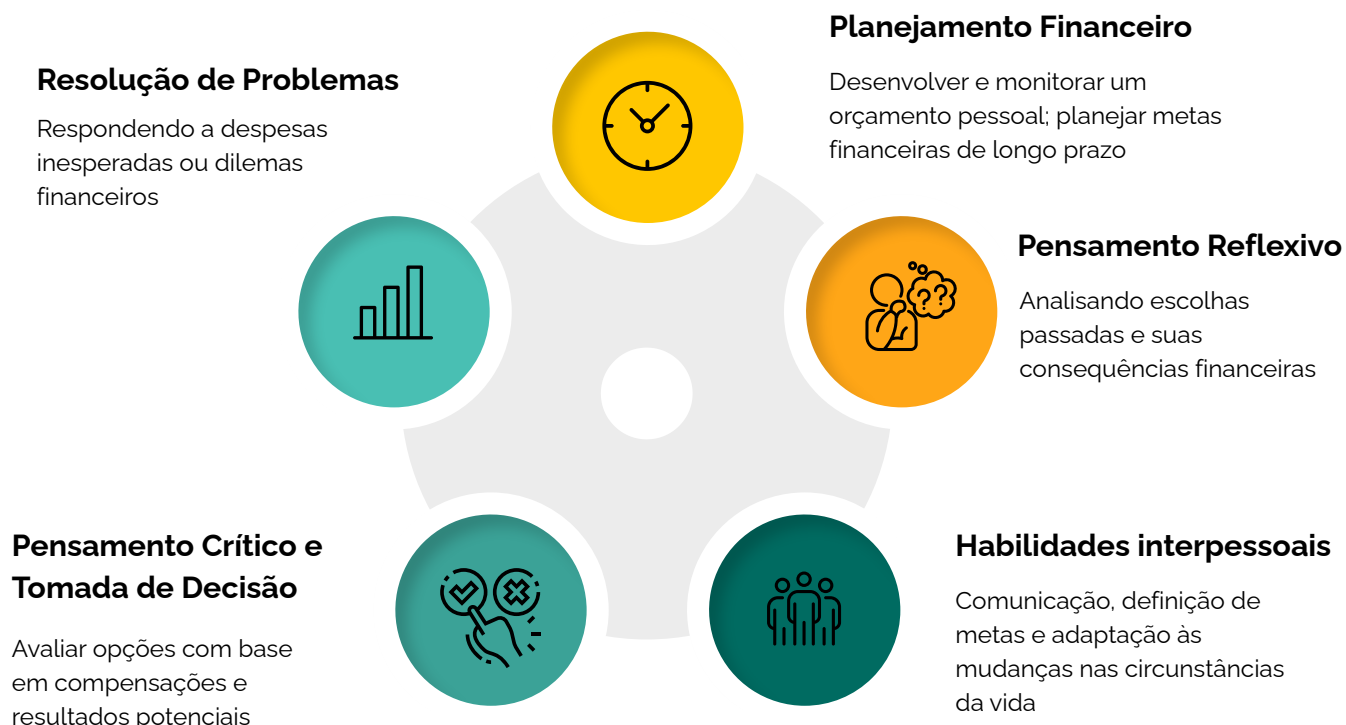 Planejamento Financeiro
Desenvolver e monitorar um
orçamento pessoal; planejar metas
financeiras de longo prazo
Resolução de Problemas
Respondendo a despesas
inesperadas ou dilemas
financeiros
Pensamento Reflexivo
Analisando escolhas
passadas e suas
consequências financeiras
??
Pensamento Crítico e
Tomada de Decisão
Avaliar opções com base
em compensações e
resultados potenciais
Habilidades interpessoais
Comunicação, definição de
metas e adaptação às
mudanças nas circunstâncias
da vida